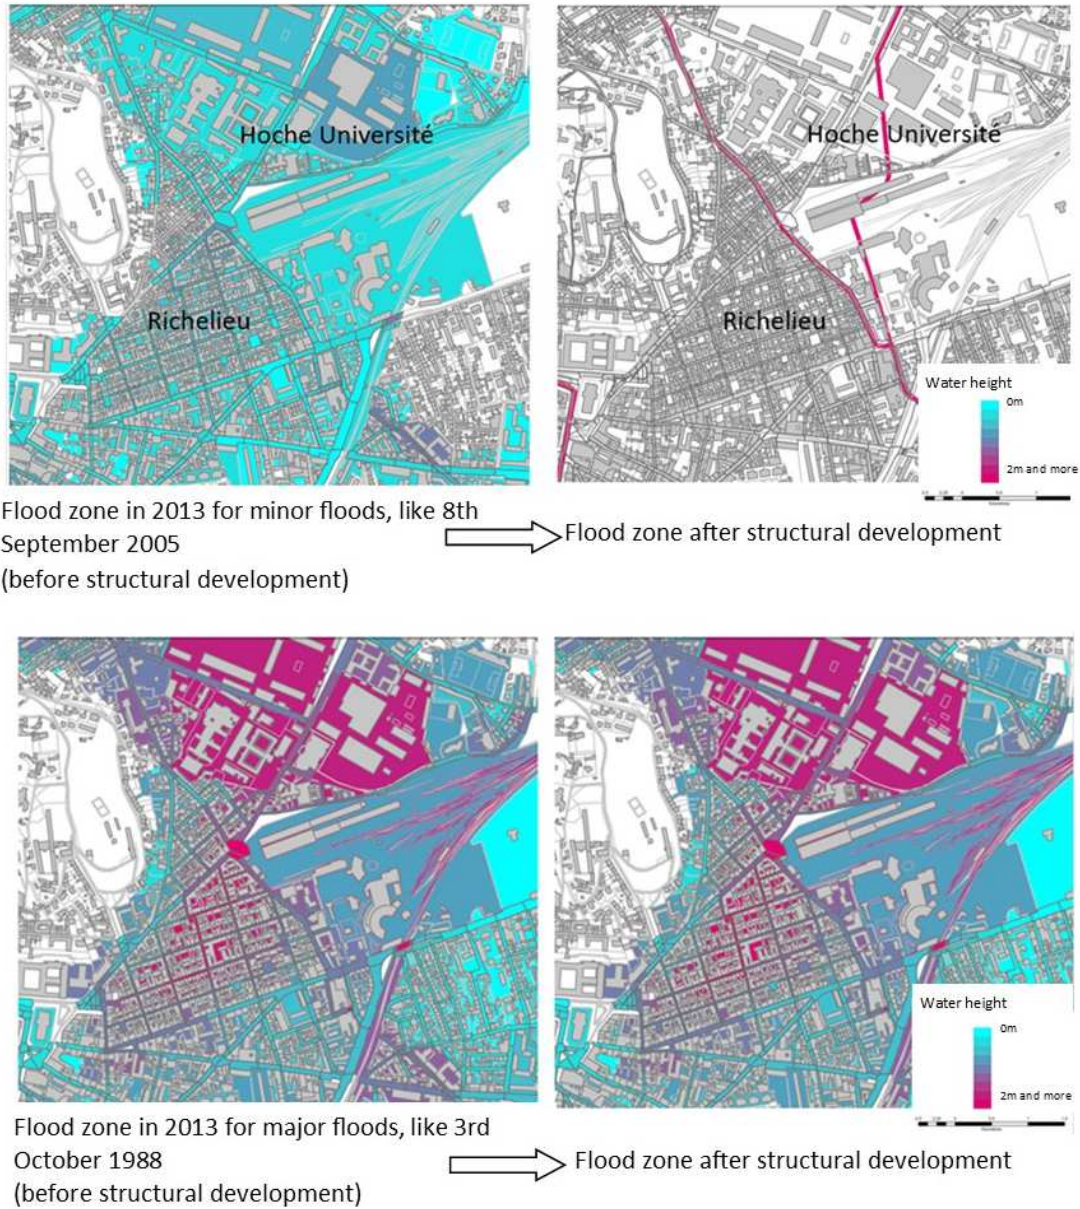 Hoche Université
Richelieu
Hoche Université
Richelieu
Water height
0m
2m and more
Flood zone in 2013 for minor floods, like 8th
September 2005
(before structural development)
Flood zone after structural development
Water height
0m
2m and more
Flood zone in 2013 for major floods, like 3rd
October 1988
(before structural development)
Flood zone after structural development